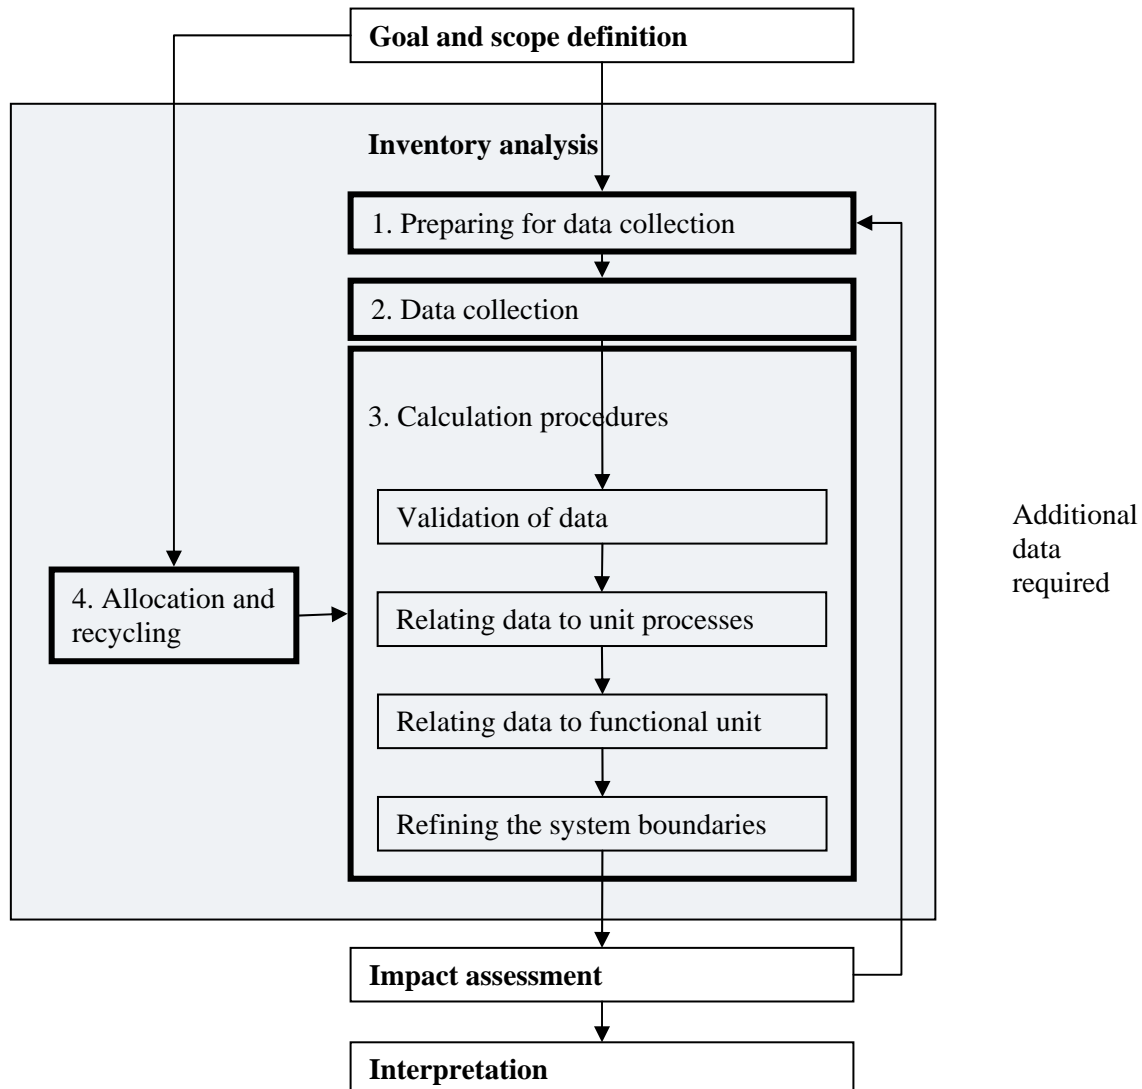 Goal and scope definition
Inventory analysis
1. Preparing for data collection
2. Data collection
3. Calculation procedures
Validation of data
Additional
data
required
4. Allocation and
recycling
Relating data to unit processes
Relating data to functional unit
Refining the system boundaries
Impact assessment
Interpretation